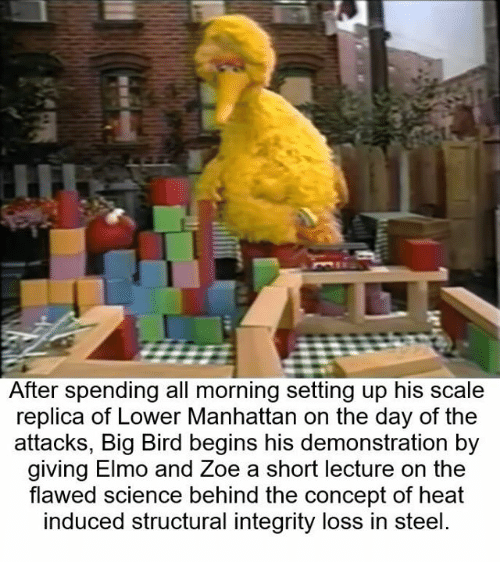 After spending all morning setting up his scale
replica of Lower Manhattan on the day of the
attacks, Big Bird begins his demonstration by
giving Elmo and Zoe a short lecture on the
flawed science behind the concept of heat
induced structural integrity loss in steel.